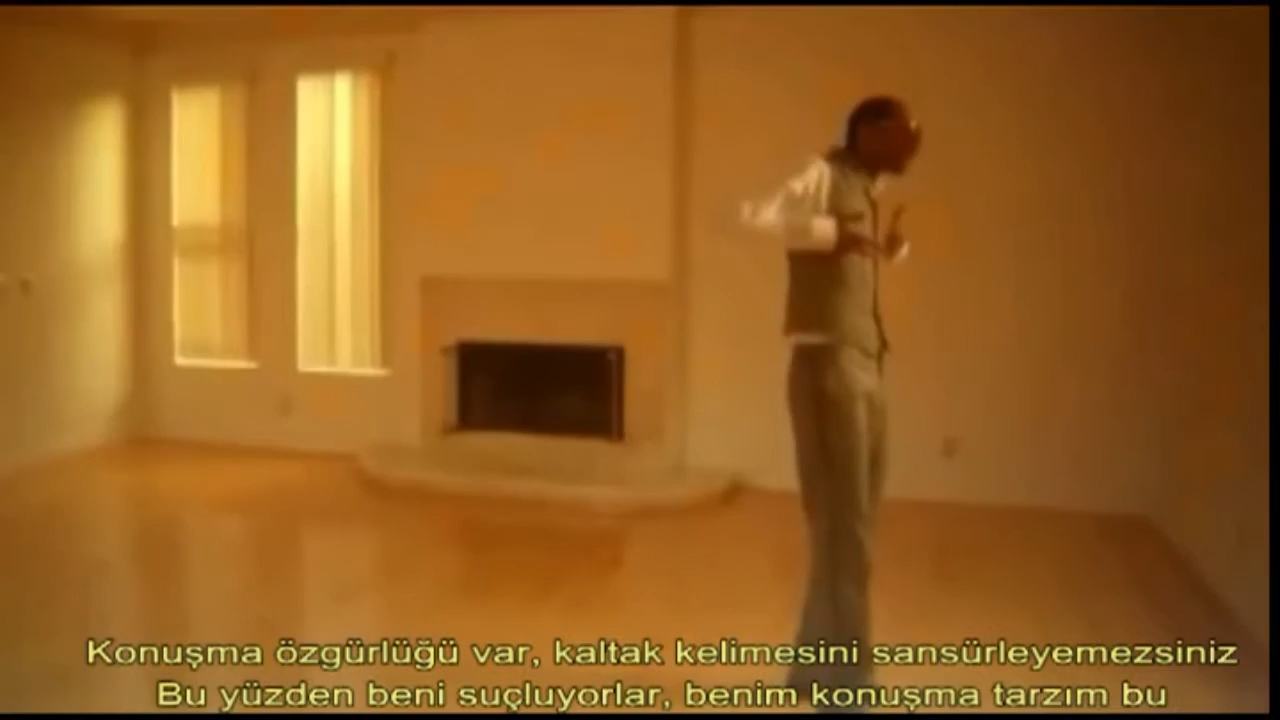 Konuşma özgürlüğü var, kaltak kelimesini sansürleyemezsiniz
Bu yüzden beni suçluyorlar, benim konuşma tarzım bu